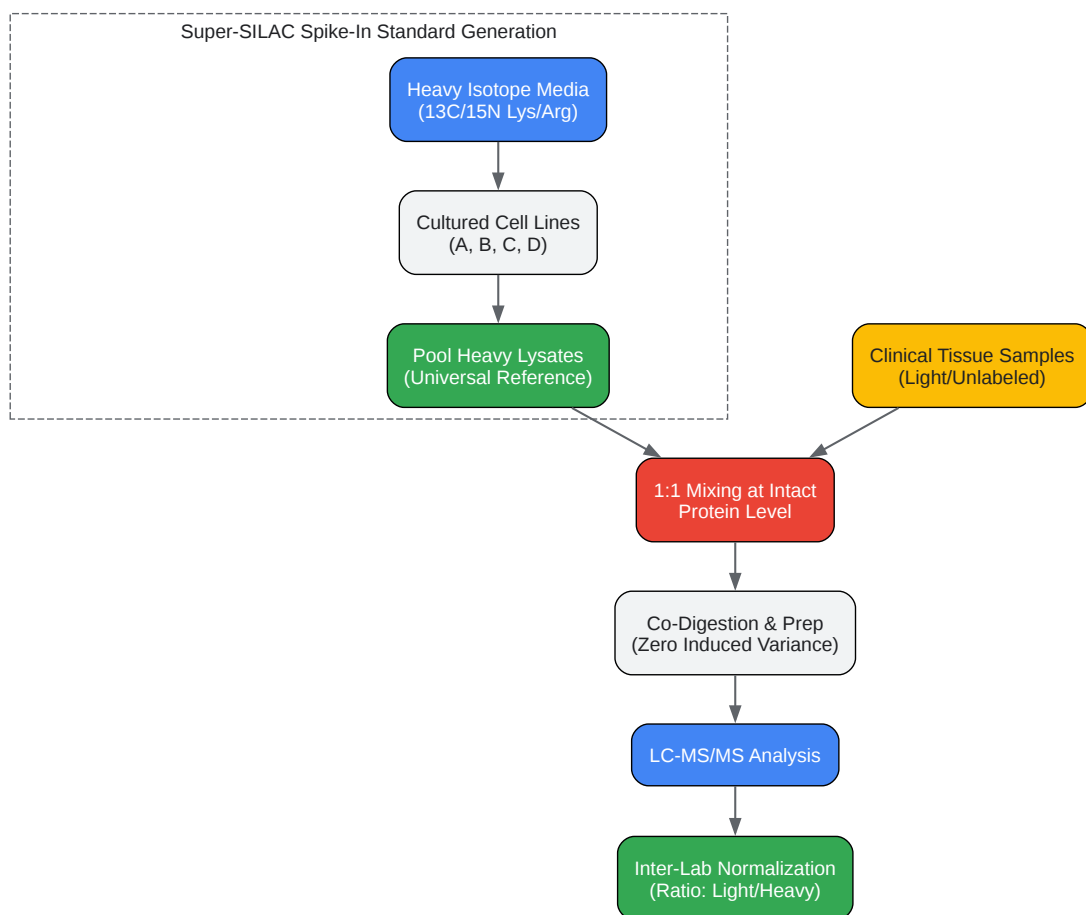 Super-SILAC Spike-In Standard Generation
Heavy Isotope Media
(13C/15N Lys/Arg)
Cultured Cell Lines
(A, B, C, D)
Pool Heavy Lysates
(Universal Reference)
Clinical Tissue Samples
(Light/Unlabeled)
1:1 Mixing at Intact
Protein Level
Co-Digestion & Prep
(Zero Induced Variance)
LC-MS/MS Analysis
Inter-Lab Normalization
(Ratio: Light/Heavy)